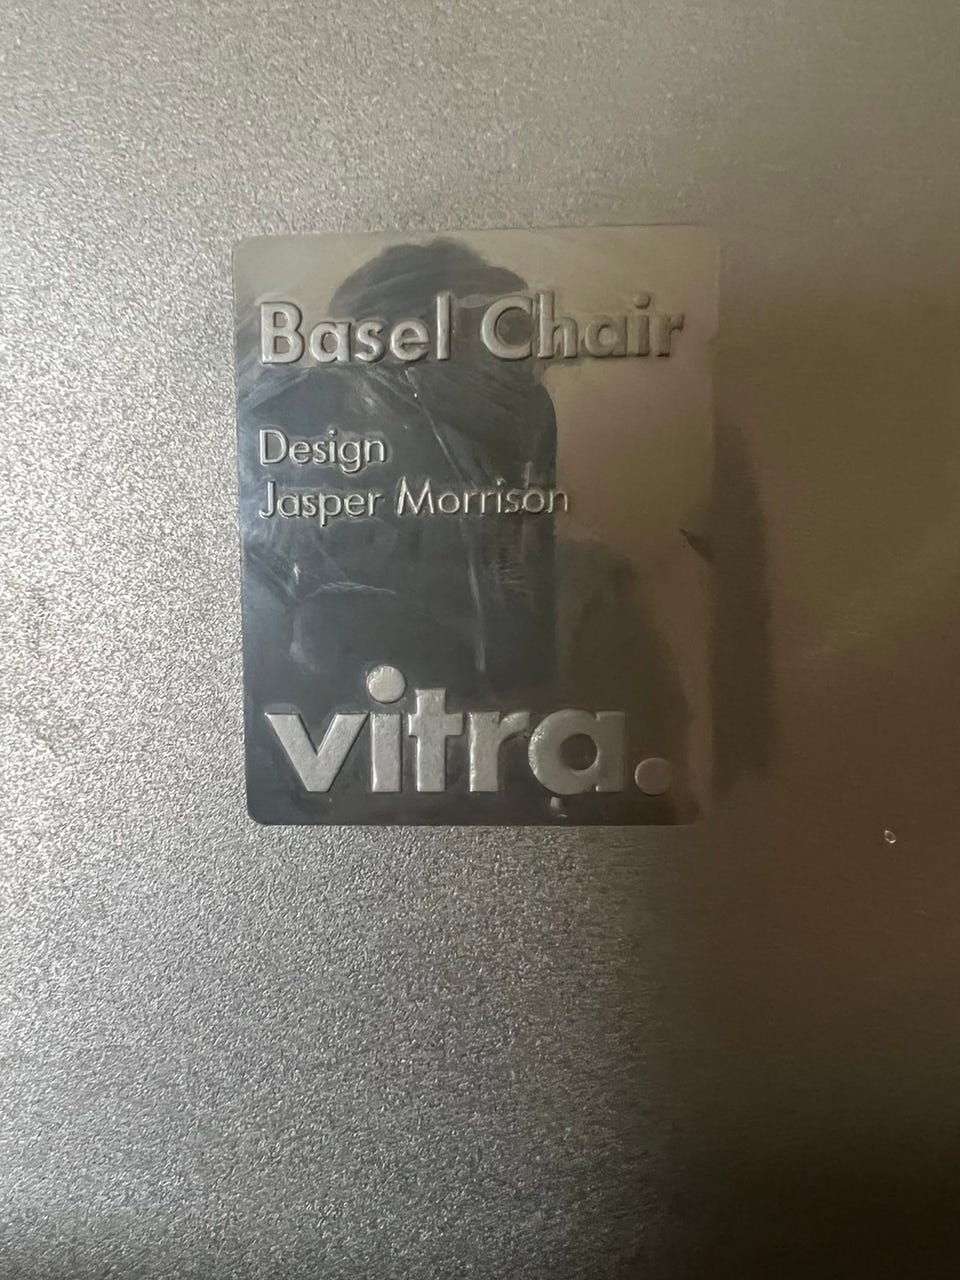 Basel Chair
Design
Jasper Morrison
vitra.